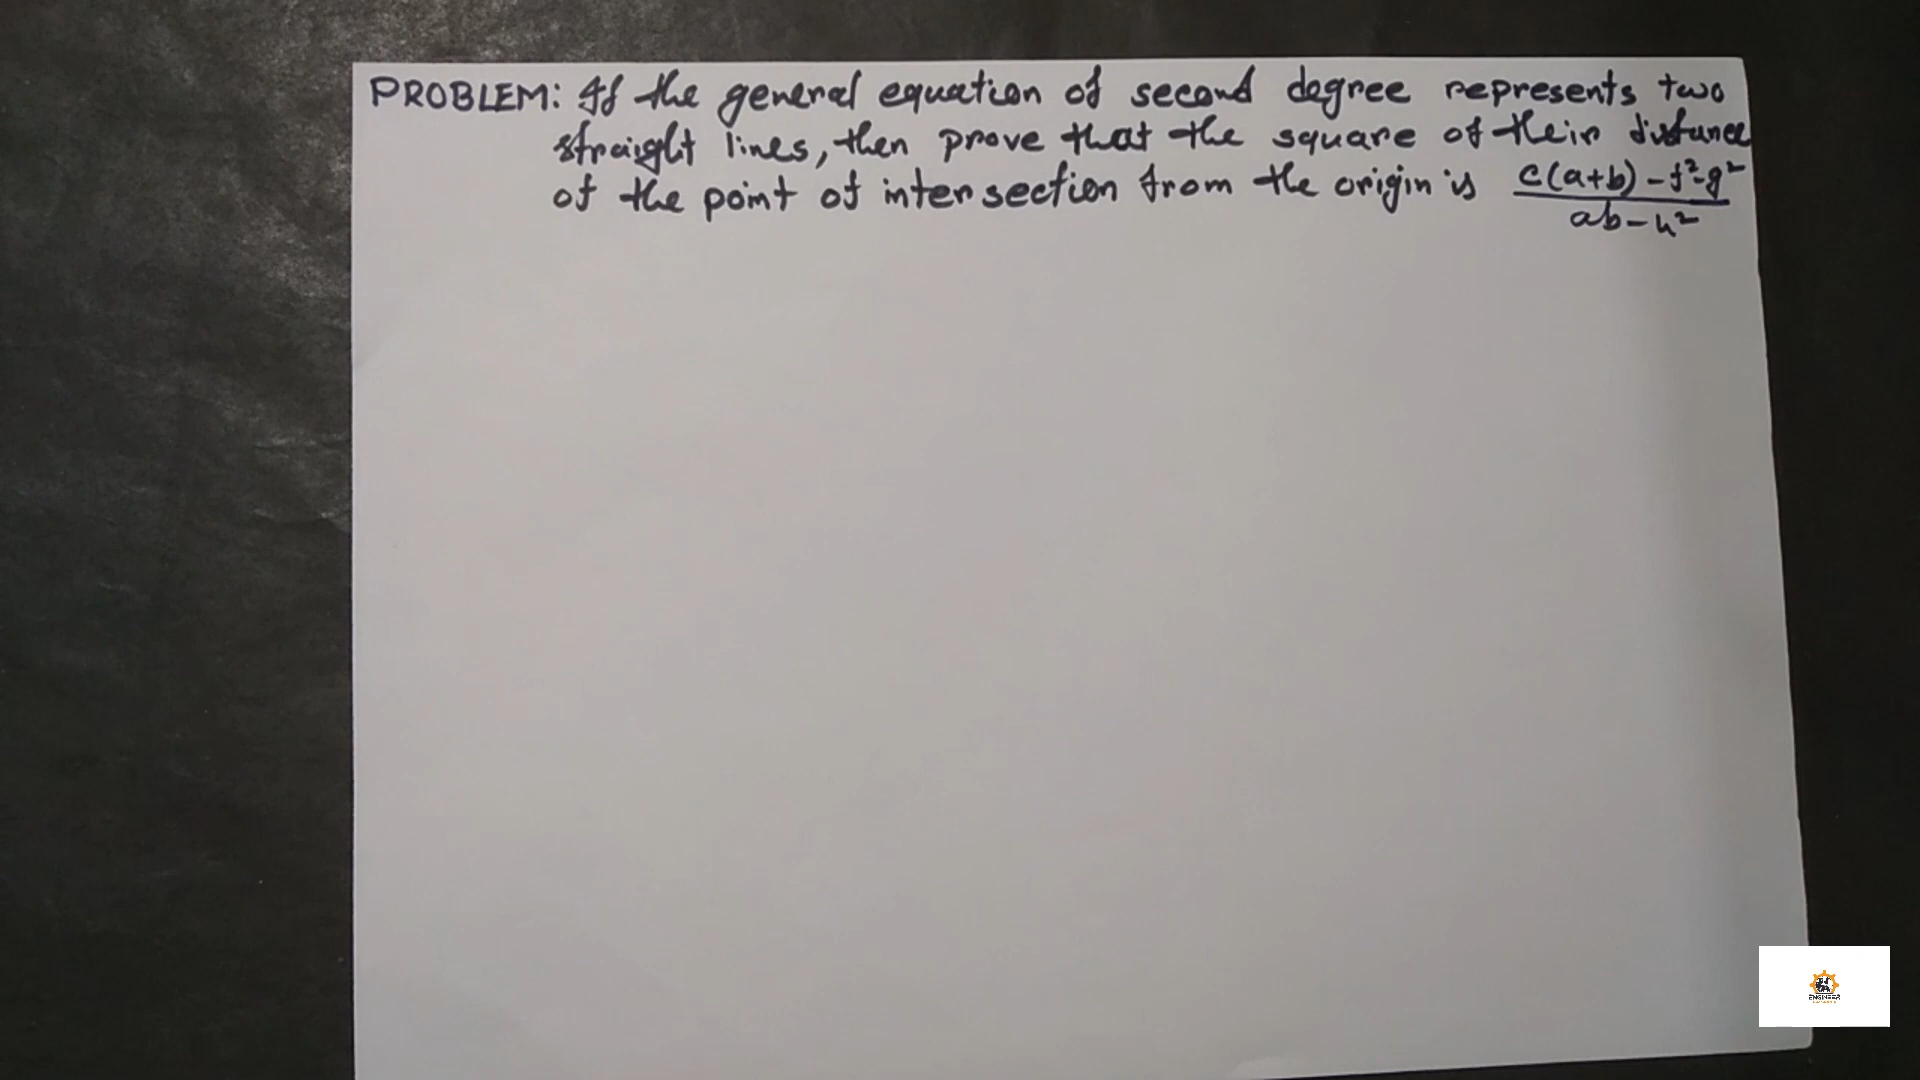 PROBLEM: If the general equation of second degree represents two
straight lines, then prove that the square of their distance
of the point of intersection from the origin is c(a+b)-f²-g² / ab-h²
ENGINEER